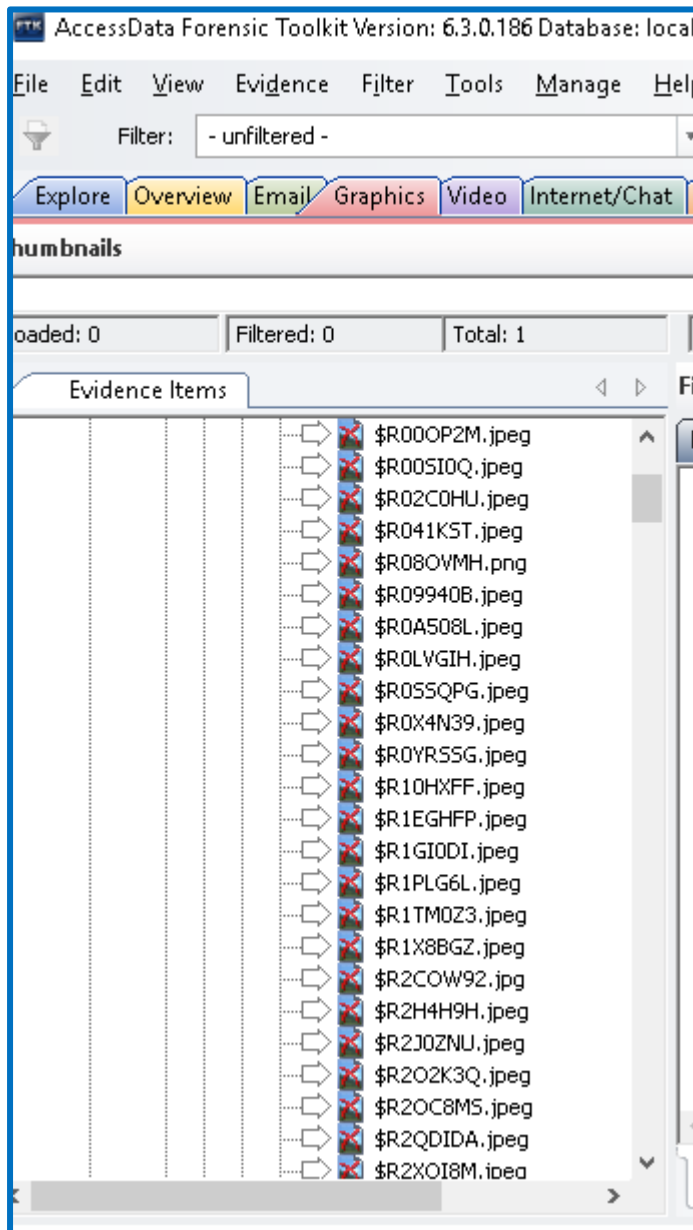 FTK AccessData Forensic Toolkit Version: 6.3.0.186 Database: local
File Edit View Evidence Filter Tools Manage Help
Filter: - unfiltered -
Explore Overview Email Graphics Video Internet/Chat
humbnails
oaded: 0 Filtered: 0 Total: 1
Evidence Items Fi
$R00OP2M.jpeg
$R00SI0Q.jpeg
$R02C0HU.jpeg
$R041KST.jpeg
$R08OVMH.png
$R09940B.jpeg
$R0A508L.jpeg
$R0LVGIH.jpeg
$R0SSQPG.jpeg
$R0X4N39.jpeg
$R0YRSSG.jpeg
$R10HXFF.jpeg
$R1EGHFP.jpeg
$R1GI0DI.jpeg
$R1PLG6L.jpeg
$R1TM0Z3.jpeg
$R1X8BGZ.jpeg
$R2COW92.jpg
$R2H4H9H.jpeg
$R2J0ZNU.jpeg
$R2O2K3Q.jpeg
$R2OC8MS.jpeg
$R2QDIDA.jpeg
$R2XOI8M.jpeg